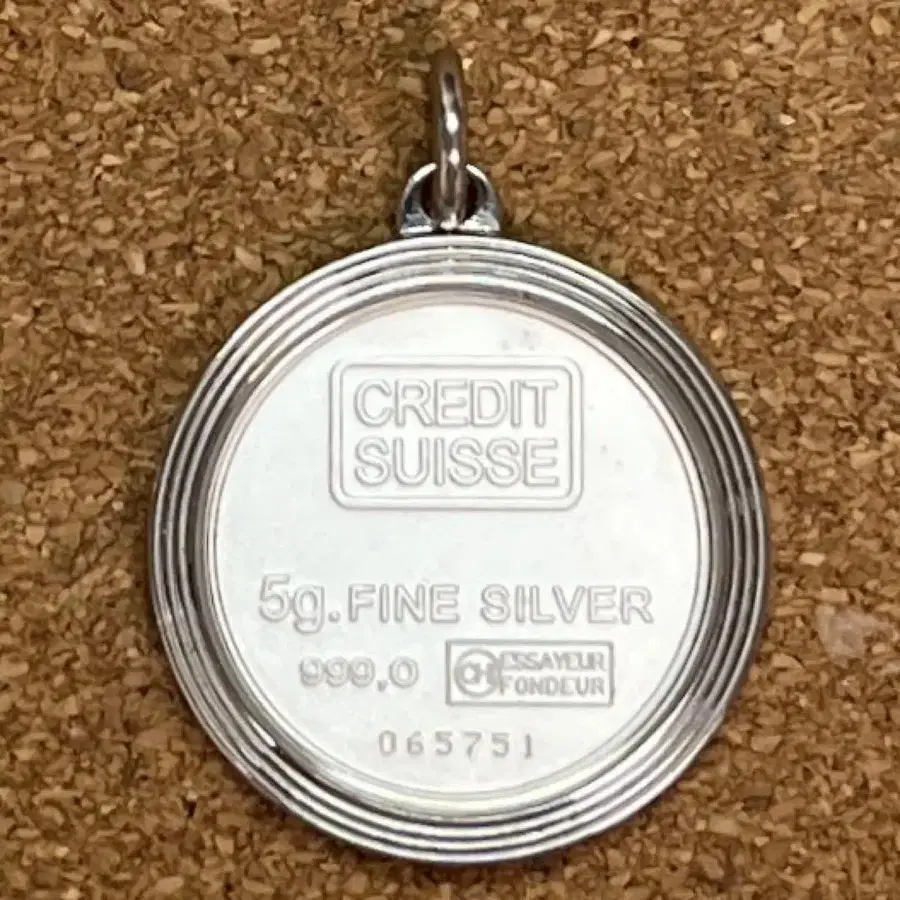 CREDIT
SUISSE
5g. FINE SILVER
999,0 CH ESSAYEUR
FONDEUR
065751